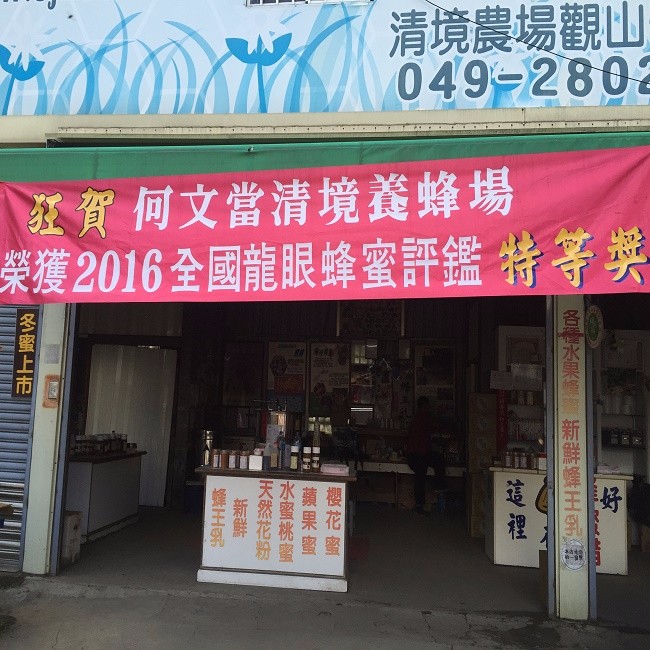 清境農場觀山
049-2802
狂賀 何文當清境養蜂場
榮獲2016全國龍眼蜂蜜評鑑 特等獎
冬蜜上市
各種水果蜂蜜 新鮮蜂王乳
櫻花蜜
蘋果蜜
水蜜桃蜜
天然花粉
新鮮
蜂王乳
這裡
好